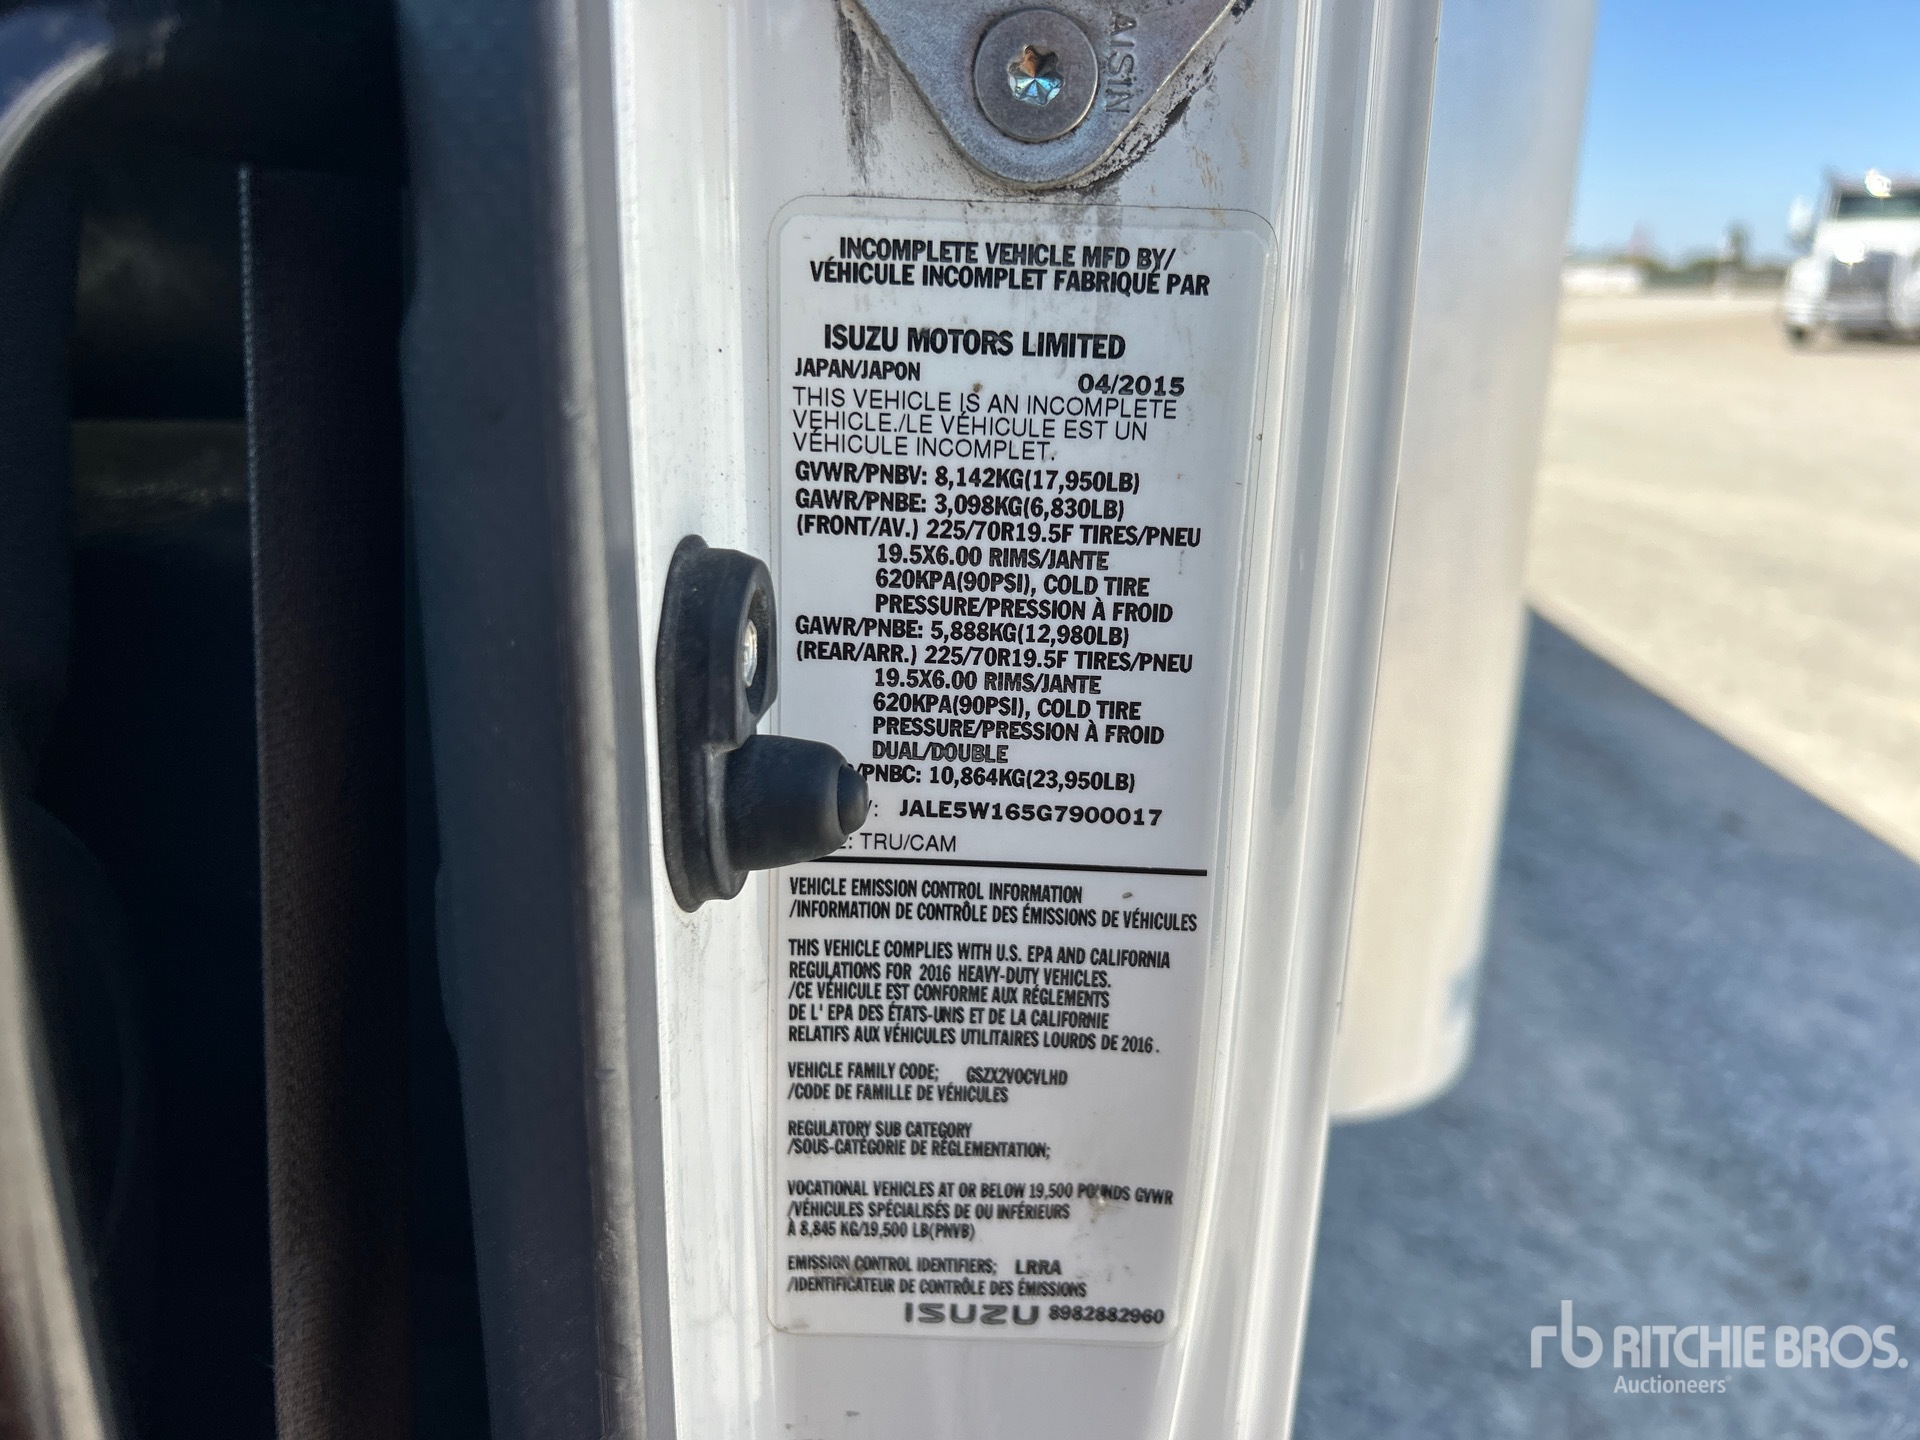 AISIN
INCOMPLETE VEHICLE MFD BY/
VÉHICULE INCOMPLET FABRIQUÉ PAR
ISUZU MOTORS LIMITED
JAPAN/JAPON 04/2015
THIS VEHICLE IS AN INCOMPLETE
VEHICLE./LE VÉHICULE EST UN
VÉHICULE INCOMPLET.
GVWR/PNBV: 8,142KG(17,950LB)
GAWR/PNBE: 3,098KG(6,830LB)
(FRONT/AV.) 225/70R19.5F TIRES/PNEU
19.5X6.00 RIMS/JANTE
620KPA(90PSI), COLD TIRE
PRESSURE/PRESSION À FROID
GAWR/PNBE: 5,888KG(12,980LB)
(REAR/ARR.) 225/70R19.5F TIRES/PNEU
19.5X6.00 RIMS/JANTE
620KPA(90PSI), COLD TIRE
PRESSURE/PRESSION À FROID
DUAL/DOUBLE
/PNBC: 10,864KG(23,950LB)
: JALE5W165G7900017
: TRU/CAM
VEHICLE EMISSION CONTROL INFORMATION
/INFORMATION DE CONTRÔLE DES ÉMISSIONS DE VÉHICULES
THIS VEHICLE COMPLIES WITH U.S. EPA AND CALIFORNIA
REGULATIONS FOR 2016 HEAVY-DUTY VEHICLES.
/CE VÉHICULE EST CONFORME AUX RÉGLEMENTS
DE L' EPA DES ÉTATS-UNIS ET DE LA CALIFORNIE
RELATIFS AUX VÉHICULES UTILITAIRES LOURDS DE 2016.
VEHICLE FAMILY CODE; GSZX2VOCVLHD
/CODE DE FAMILLE DE VÉHICULES
REGULATORY SUB CATEGORY
/SOUS-CATÉGORIE DE RÉGLEMENTATION;
VOCATIONAL VEHICLES AT OR BELOW 19,500 POUNDS GVWR
/VÉHICULES SPÉCIALISÉS DE OU INFÉRIEURS
À 8,845 KG/19,500 LB(PNVB)
EMISSION CONTROL IDENTIFIERS; LRRA
/IDENTIFICATEUR DE CONTRÔLE DES ÉMISSIONS
ISUZU 8982882960
rb RITCHIE BROS.
Auctioneers